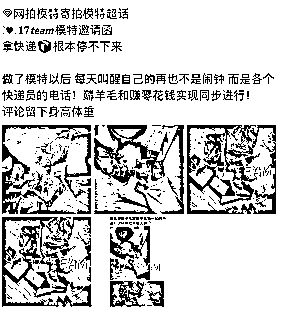 网拍模特寄拍模特超话
.17team模特邀请函
拿快递根本停不下来
做了模特以后 每天叫醒自己的再也不是闹钟 而是各个
快递员的电话！薅羊毛和赚零花钱实现同步进行！
评论留下身高体重